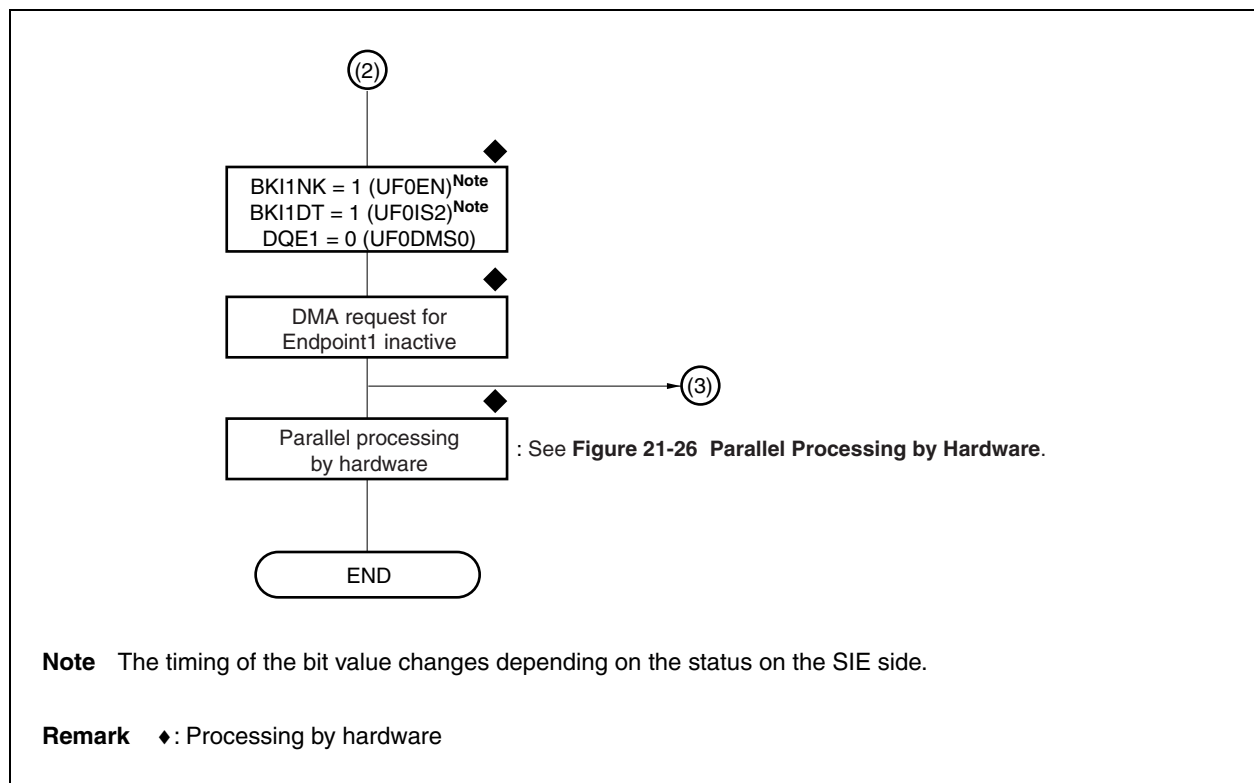 (2)
BKI1NK = 1 (UF0EN)Note
BKI1DT = 1 (UF0IS2)Note
DQE1 = 0 (UF0DMS0)
DMA request for
Endpoint1 inactive
(3)
Parallel processing
by hardware
: See Figure 21-26 Parallel Processing by Hardware.
END
Note The timing of the bit value changes depending on the status on the SIE side.
Remark ♦: Processing by hardware